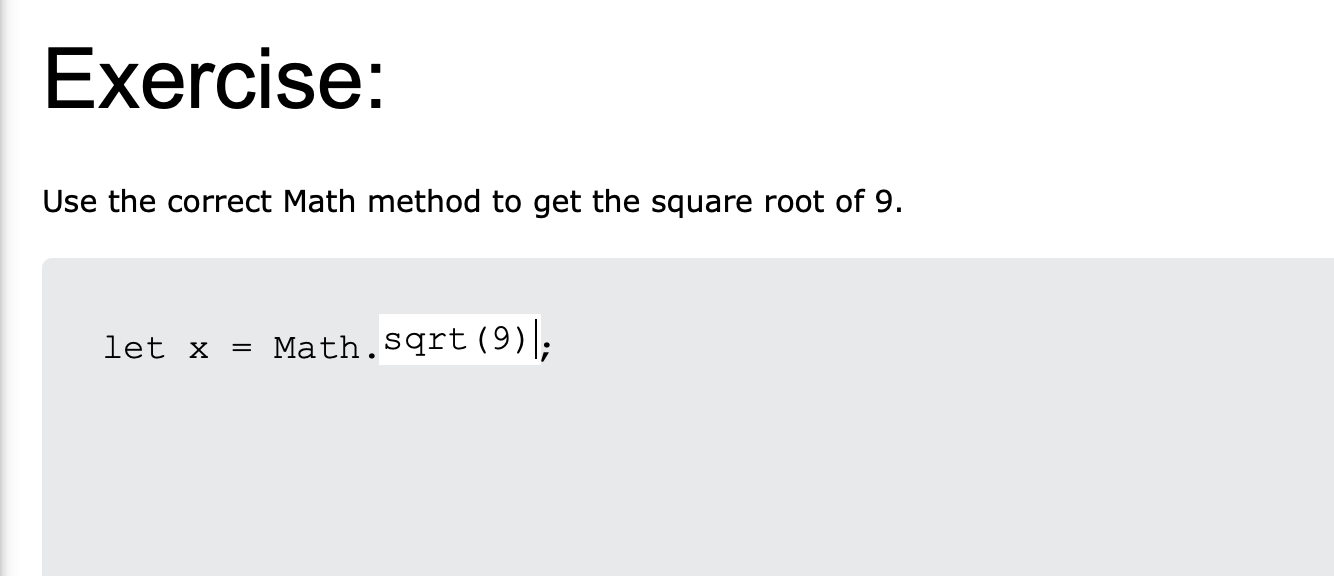 Exercise:
Use the correct Math method to get the square root of 9.
let x = Math.sqrt(9);